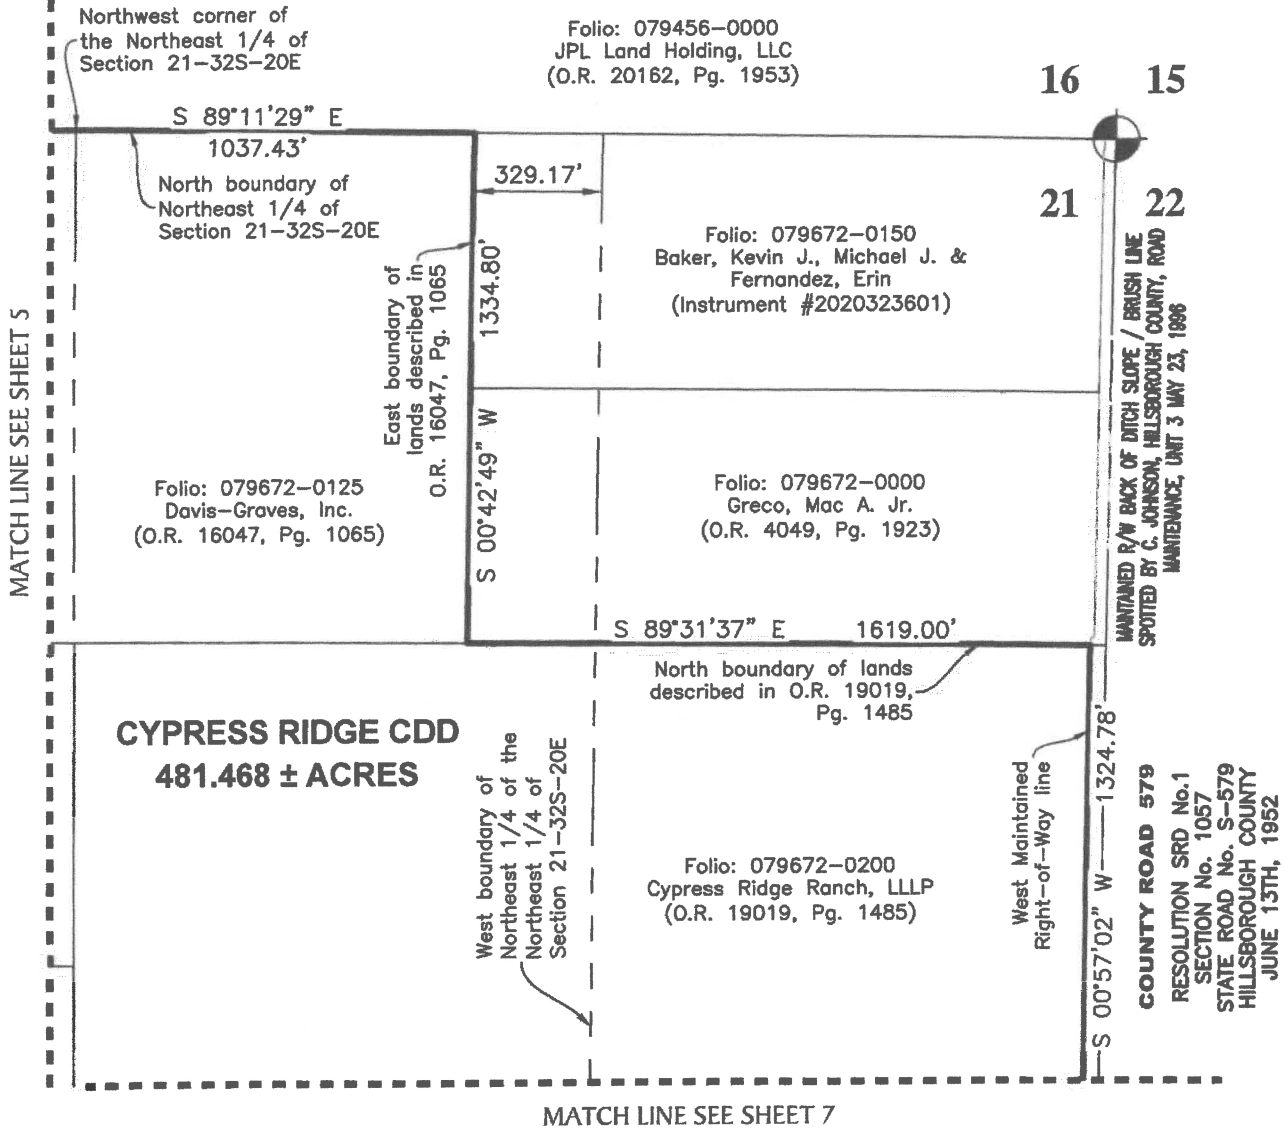 Northwest corner of
the Northeast 1/4 of
Section 21-32S-20E
Folio: 079456-0000
JPL Land Holding, LLC
(O.R. 20162, Pg. 1953)
16 15
S 89°11'29" E
1037.43'
North boundary of
Northeast 1/4 of
Section 21-32S-20E
329.17'
21 22
Folio: 079672-0150
Baker, Kevin J., Michael J. &
Fernandez, Erin
(Instrument #2020323601)
East boundary of
lands described in
O.R. 16047, Pg. 1065
S 00°42'49" W 1334.80'
MAINTAINED R/W BACK OF DITCH SLOPE / BRUSH LINE
SPOTTED BY C. JOHNSON, HILLSBOROUGH COUNTY, ROAD
MAINTENANCE, UNIT 3 MAY 23, 1996
MATCH LINE SEE SHEET 5
Folio: 079672-0125
Davis-Graves, Inc.
(O.R. 16047, Pg. 1065)
Folio: 079672-0000
Greco, Mac A. Jr.
(O.R. 4049, Pg. 1923)
S 89°31'37" E 1619.00'
North boundary of lands
described in O.R. 19019,
Pg. 1485
CYPRESS RIDGE CDD
481.468 ± ACRES
West boundary of
Northeast 1/4 of the
Northeast 1/4 of
Section 21-32S-20E
Folio: 079672-0200
Cypress Ridge Ranch, LLLP
(O.R. 19019, Pg. 1485)
West Maintained
Right-of-Way line
S 00°57'02" W 1324.78'
COUNTY ROAD 579
RESOLUTION SRD No.1
SECTION No. 1057
STATE ROAD No. S-579
HILLSBOROUGH COUNTY
JUNE 13TH, 1952
MATCH LINE SEE SHEET 7